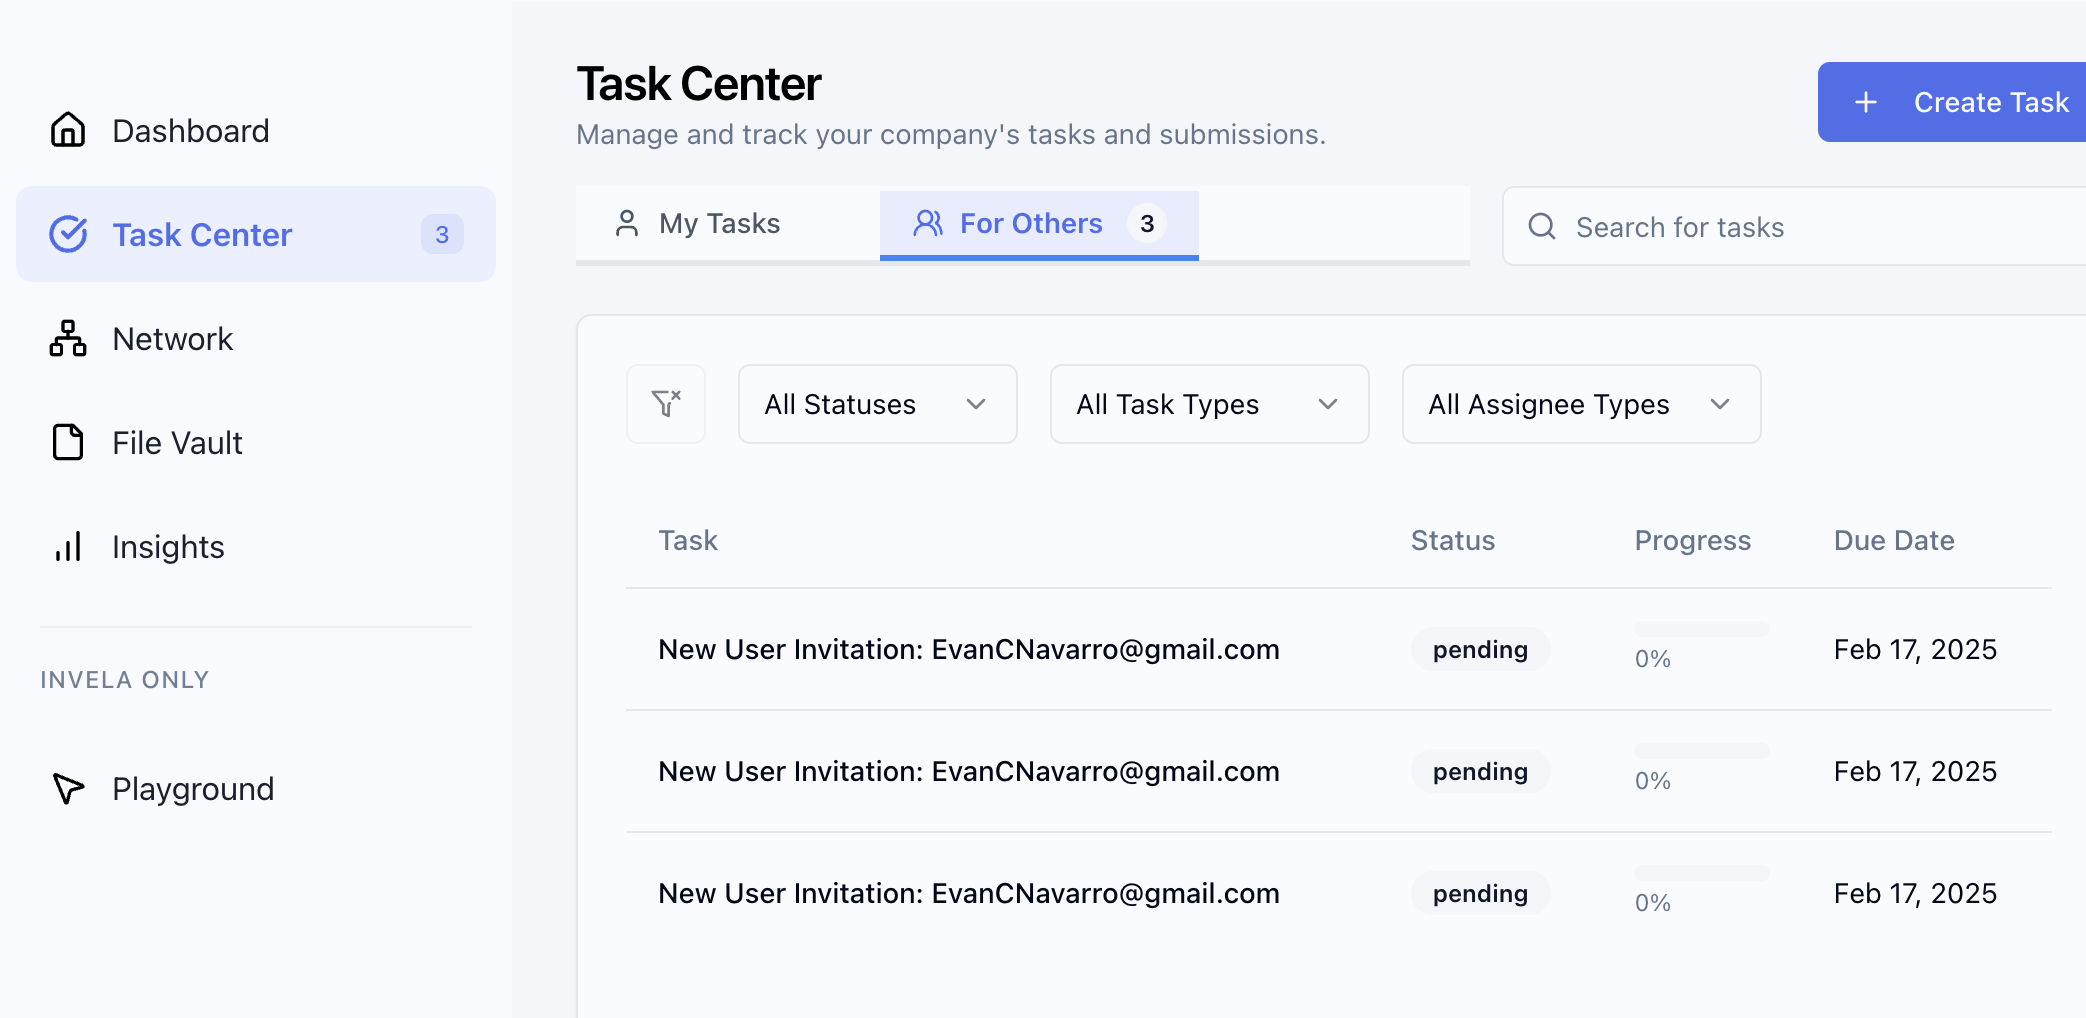 Dashboard
Task Center 3
Network
File Vault
Insights
INVELA ONLY
Playground
Task Center
Manage and track your company's tasks and submissions.
+ Create Task
My Tasks
For Others 3
Search for tasks
All Statuses
All Task Types
All Assignee Types
Task Status Progress Due Date
New User Invitation: EvanCNavarro@gmail.com pending 0% Feb 17, 2025
New User Invitation: EvanCNavarro@gmail.com pending 0% Feb 17, 2025
New User Invitation: EvanCNavarro@gmail.com pending 0% Feb 17, 2025